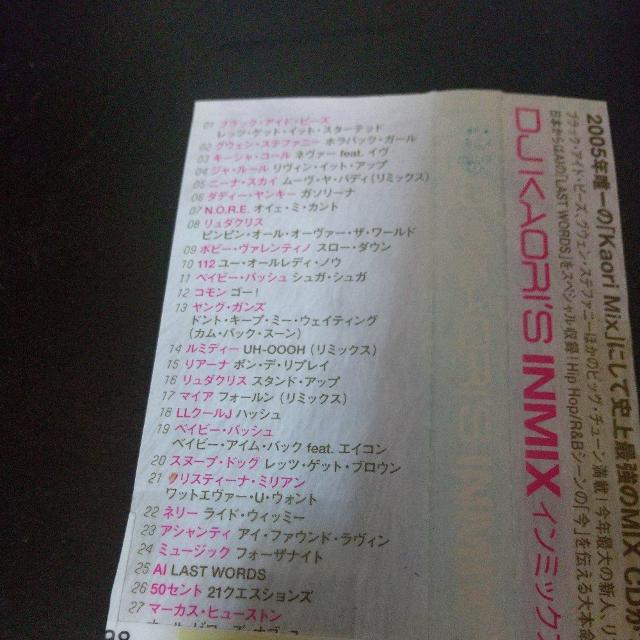 01 ブラック・アイド・ピーズ
レッツ・ゲット・イット・スターテッド
02 グウェン・ステファニー ホラバック・ガール
03 キーシャ・コール ネヴァー feat. イヴ
04 ジャ・ルール リヴィン・イット・アップ
05 ニーナ・スカイ ムーヴ・ヤ・バディ(リミックス)
06 ダディー・ヤンキー ガソリーナ
07 N.O.R.E. オイェ・ミ・カント
08 リュダクリス
ピンピン・オール・オーヴァー・ザ・ワールド
09 ボビー・ヴァレンティノ スロー・ダウン
10 112 ユー・オールレディ・ノウ
11 ベイビー・バッシュ シュガ・シュガ
12 コモン ゴー!
13 ヤング・ガンズ
ドント・キープ・ミー・ウェイティング
(カム・バック・スーン)
14 ルミディー UH-OOOH(リミックス)
15 リアーナ ポン・デ・リプレイ
16 リュダクリス スタンド・アップ
17 マイア フォールン(リミックス)
18 LLクールJ ハッシュ
19 ベイビー・バッシュ
ベイビー・アイム・バック feat. エイコン
20 スヌープ・ドッグ レッツ・ゲット・ブロウン
21 クリスティーナ・ミリアン
ワットエヴァー・U・ウォント
22 ネリー ライド・ウィッミー
23 アシャンティ アイ・ファウンド・ラヴィン
24 ミュージック フォーザナイト
25 AI LAST WORDS
26 50セント 21クエスションズ
27 マーカス・ヒューストン
DJ KAORI'S INMIX インミックス
2005年唯一の「Kaori Mix」にして史上最強のMIX CD